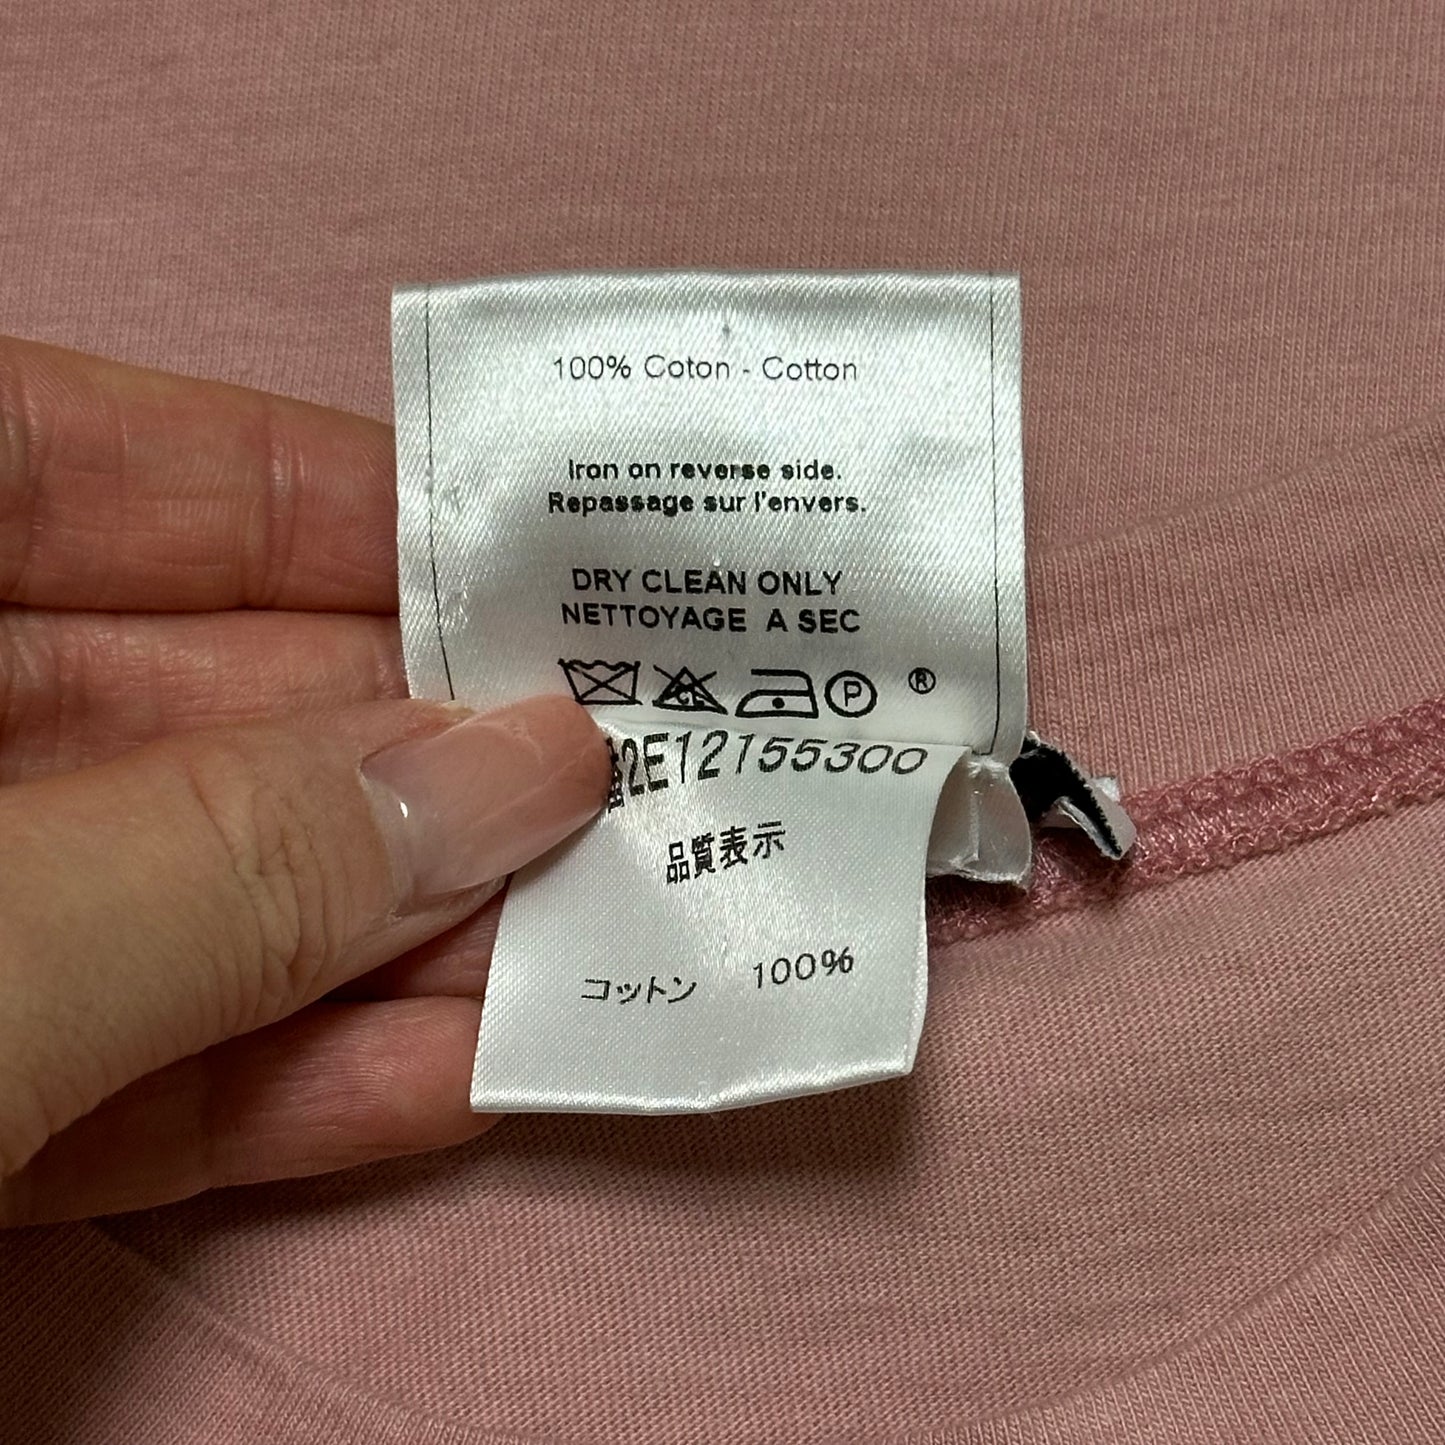 100% Coton - Cotton
Iron on reverse side.
Repassage sur l'envers.
DRY CLEAN ONLY
NETTOYAGE A SEC
CL P ®
2E12155300
品質表示
コットン 100%